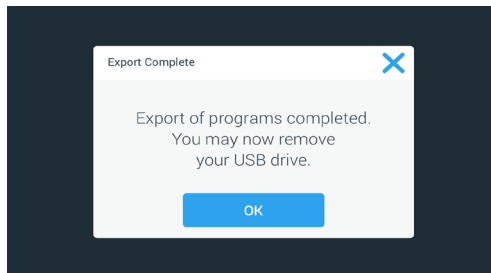 Export Complete
Export of programs completed.
You may now remove
your USB drive.
OK